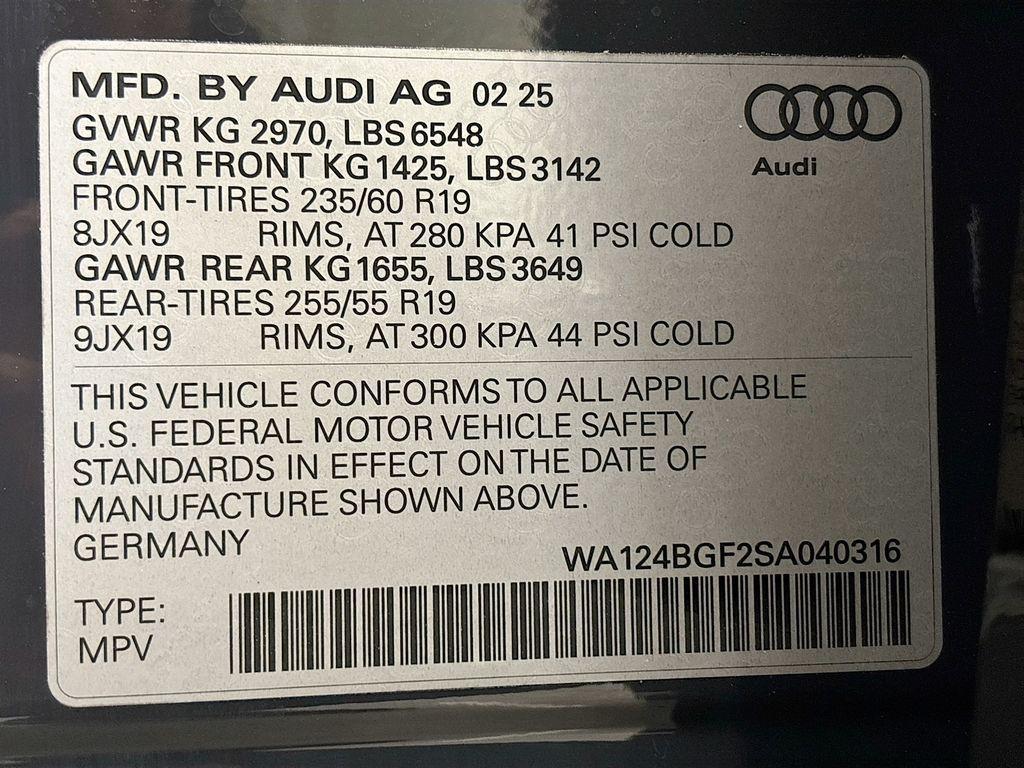 MFD. BY AUDI AG 02 25
Audi
GVWR KG 2970, LBS 6548
GAWR FRONT KG 1425, LBS 3142
FRONT-TIRES 235/60 R19
8JX19 RIMS, AT 280 KPA 41 PSI COLD
GAWR REAR KG 1655, LBS 3649
REAR-TIRES 255/55 R19
9JX19 RIMS, AT 300 KPA 44 PSI COLD
THIS VEHICLE CONFORMS TO ALL APPLICABLE
U.S. FEDERAL MOTOR VEHICLE SAFETY
STANDARDS IN EFFECT ON THE DATE OF
MANUFACTURE SHOWN ABOVE.
GERMANY
WA124BGF2SA040316
TYPE:
MPV